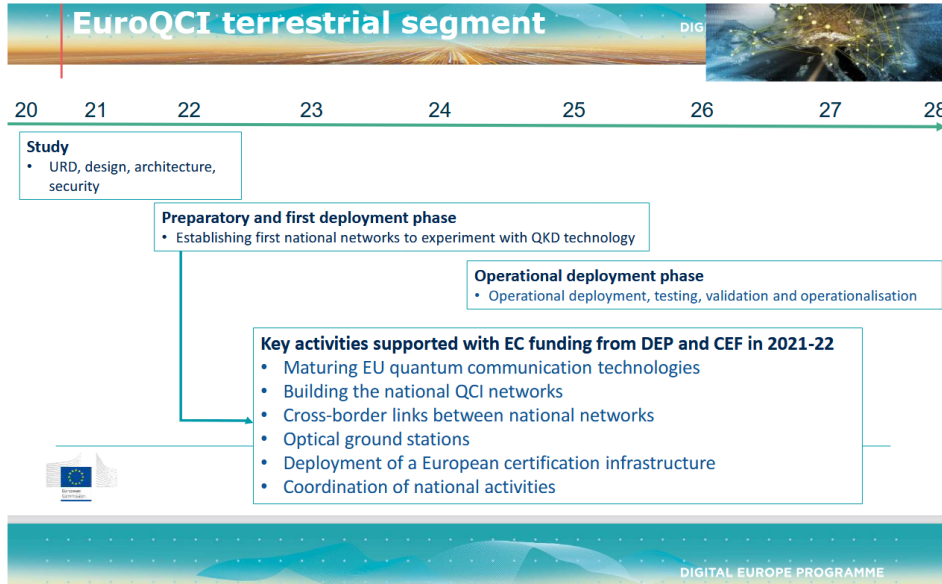 EuroQCI terrestrial segment
DIG
20 21 22 23 24 25 26 27 28
Study
• URD, design, architecture,
security
Preparatory and first deployment phase
• Establishing first national networks to experiment with QKD technology
Operational deployment phase
• Operational deployment, testing, validation and operationalisation
Key activities supported with EC funding from DEP and CEF in 2021-22
• Maturing EU quantum communication technologies
• Building the national QCI networks
• Cross-border links between national networks
• Optical ground stations
• Deployment of a European certification infrastructure
• Coordination of national activities
European
Commission
DIGITAL EUROPE PROGRAMME